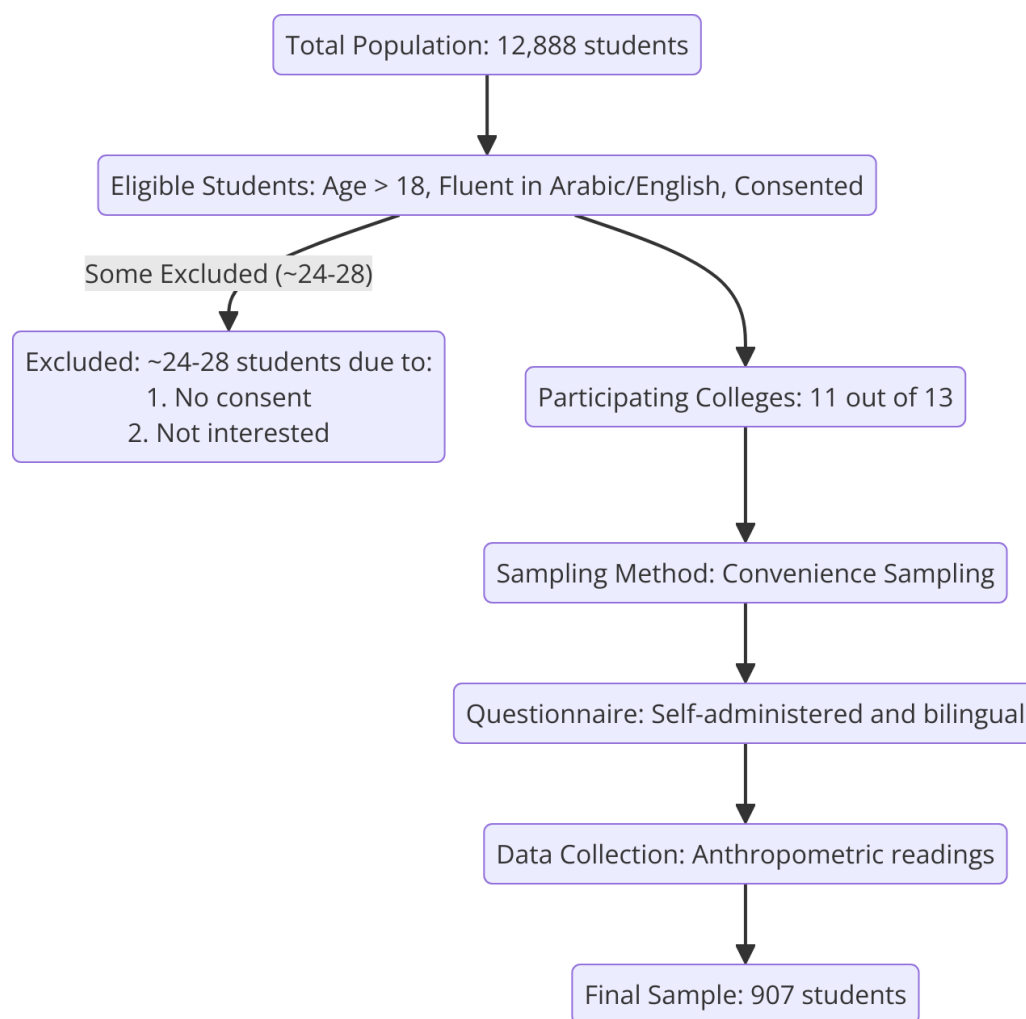 Total Population: 12,888 students
Eligible Students: Age > 18, Fluent in Arabic/English, Consented
Some Excluded (~24-28)
Excluded: ~24-28 students due to:
1. No consent
2. Not interested
Participating Colleges: 11 out of 13
Sampling Method: Convenience Sampling
Questionnaire: Self-administered and bilingual
Data Collection: Anthropometric readings
Final Sample: 907 students